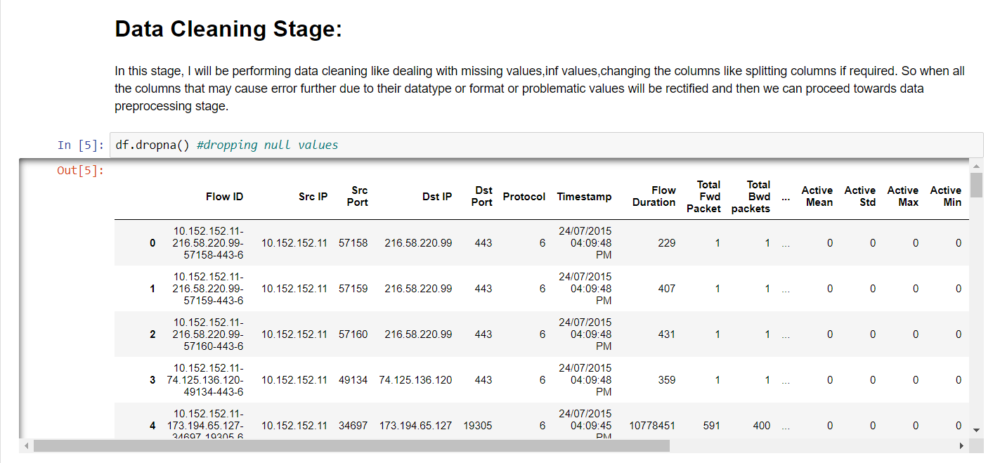 Data Cleaning Stage:
In this stage, I will be performing data cleaning like dealing with missing values,inf values,changing the columns like splitting columns if required. So when all
the columns that may cause error further due to their datatype or format or problematic values will be rectified and then we can proceed towards data
preprocessing stage.
In [5]: df.dropna() #dropping null values
Out[5]:
Flow ID Src IP Src Port Dst IP Dst Port Protocol Timestamp Flow Duration Total Fwd Packet Total Bwd packets ... Active Mean Active Std Active Max Active Min
0 10.152.152.11-216.58.220.99-57158-443-6 10.152.152.11 57158 216.58.220.99 443 6 24/07/2015 04:09:48 PM 229 1 1 ... 0 0 0 0
1 10.152.152.11-216.58.220.99-57159-443-6 10.152.152.11 57159 216.58.220.99 443 6 24/07/2015 04:09:48 PM 407 1 1 ... 0 0 0 0
2 10.152.152.11-216.58.220.99-57160-443-6 10.152.152.11 57160 216.58.220.99 443 6 24/07/2015 04:09:48 PM 431 1 1 ... 0 0 0 0
3 10.152.152.11-74.125.136.120-49134-443-6 10.152.152.11 49134 74.125.136.120 443 6 24/07/2015 04:09:48 PM 359 1 1 ... 0 0 0 0
4 10.152.152.11-173.194.65.127-34697-19305-6 10.152.152.11 34697 173.194.65.127 19305 6 24/07/2015 04:09:45 PM 10778451 591 400 ... 0 0 0 0